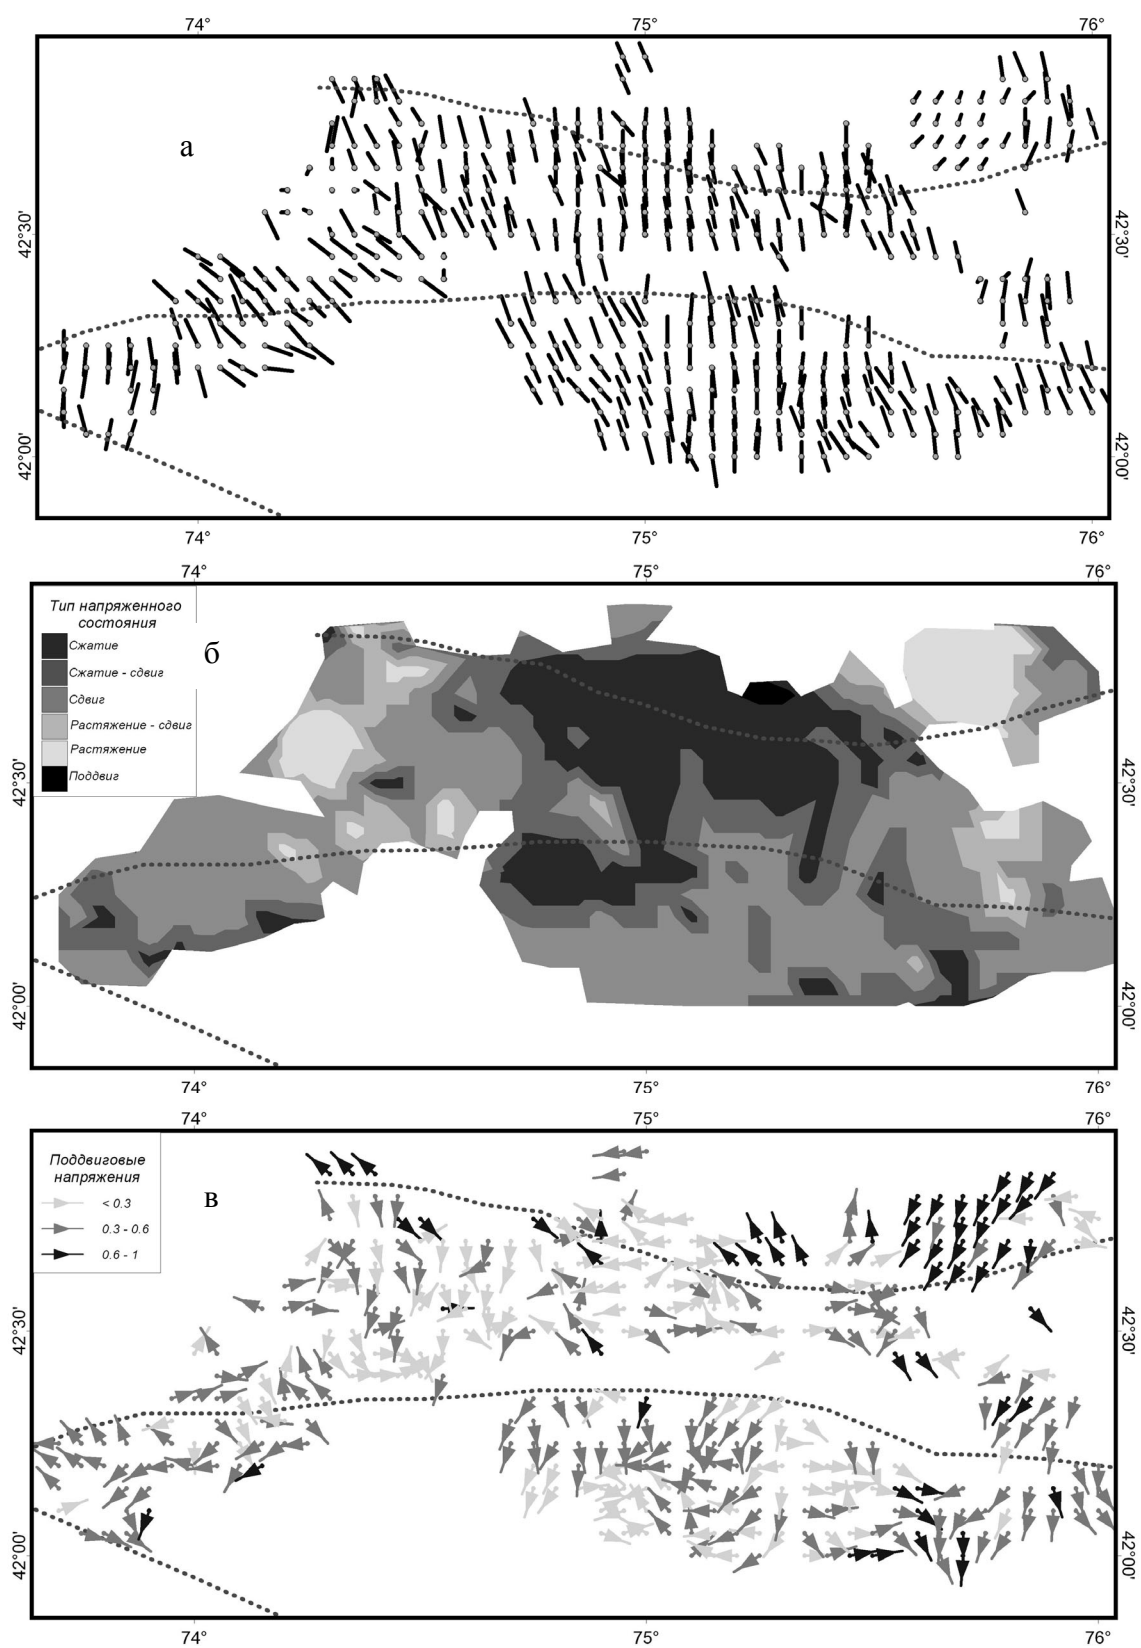 74° 75° 76°
а
42°30' 42°30'
42°00' 42°00'
74° 75° 76°
74° 75° 76°
Тип напряженного
состояния
Сжатие
Сжатие - сдвиг
Сдвиг
Растяжение - сдвиг
Растяжение
Поддвиг
б
42°30' 42°30'
42°00' 42°00'
74° 75° 76°
74° 75° 76°
Поддвиговые
напряжения
< 0.3
0.3 - 0.6
0.6 - 1
в
42°30' 42°30'
42°00' 42°00'
74° 75° 76°